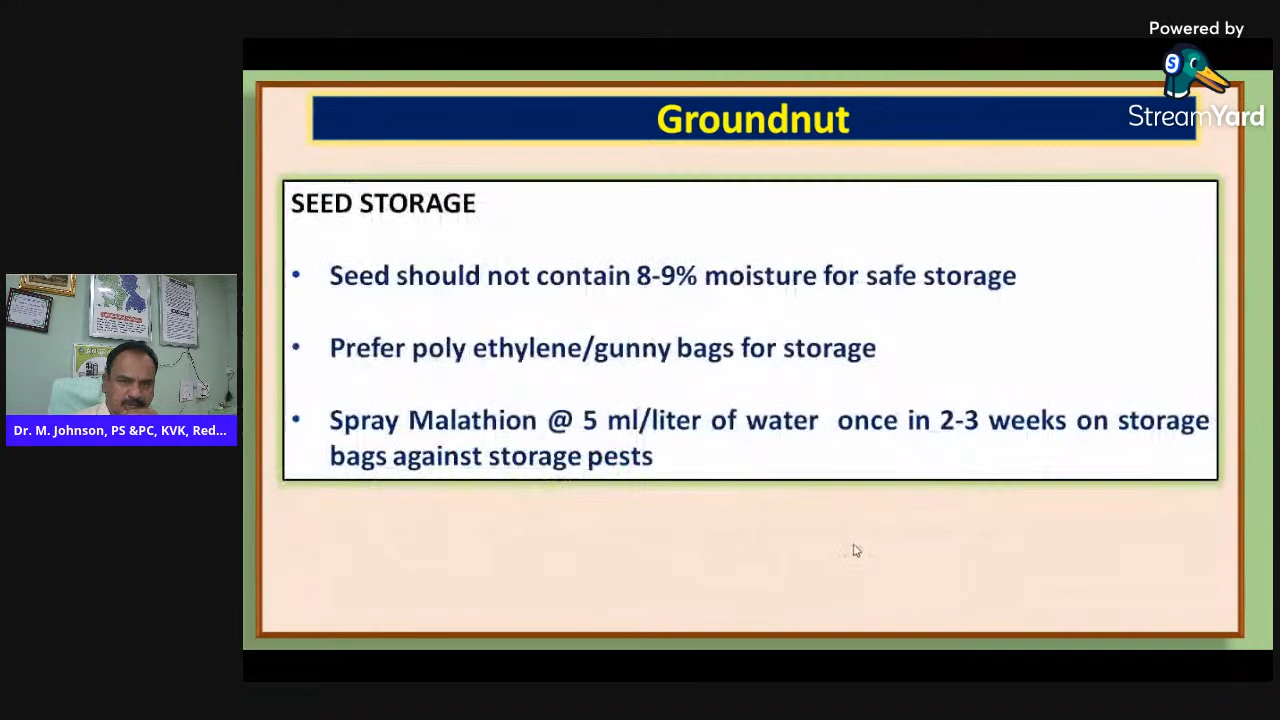 Powered by
S
StreamYard
Groundnut
SEED STORAGE
• Seed should not contain 8-9% moisture for safe storage
• Prefer poly ethylene/gunny bags for storage
• Spray Malathion @ 5 ml/liter of water once in 2-3 weeks on storage
bags against storage pests
Dr. M. Johnson, PS &PC, KVK, Red...